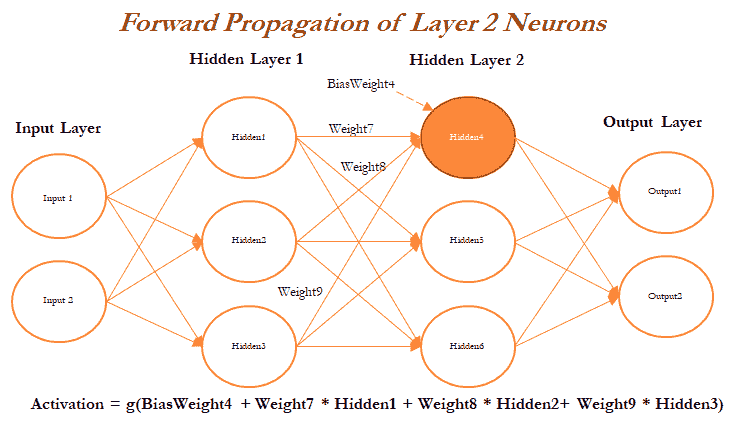 Forward Propagation of Layer 2 Neurons
Hidden Layer 1
Hidden Layer 2
BiasWeight4
Input Layer
Output Layer
Hidden1
Weight7
Hidden4
Weight8
Input 1
Output1
Hidden2
Hidden5
Weight9
Input 2
Output2
Hidden3
Hidden6
Activation = g(BiasWeight4 + Weight7 * Hidden1 + Weight8 * Hidden2+ Weight9 * Hidden3)